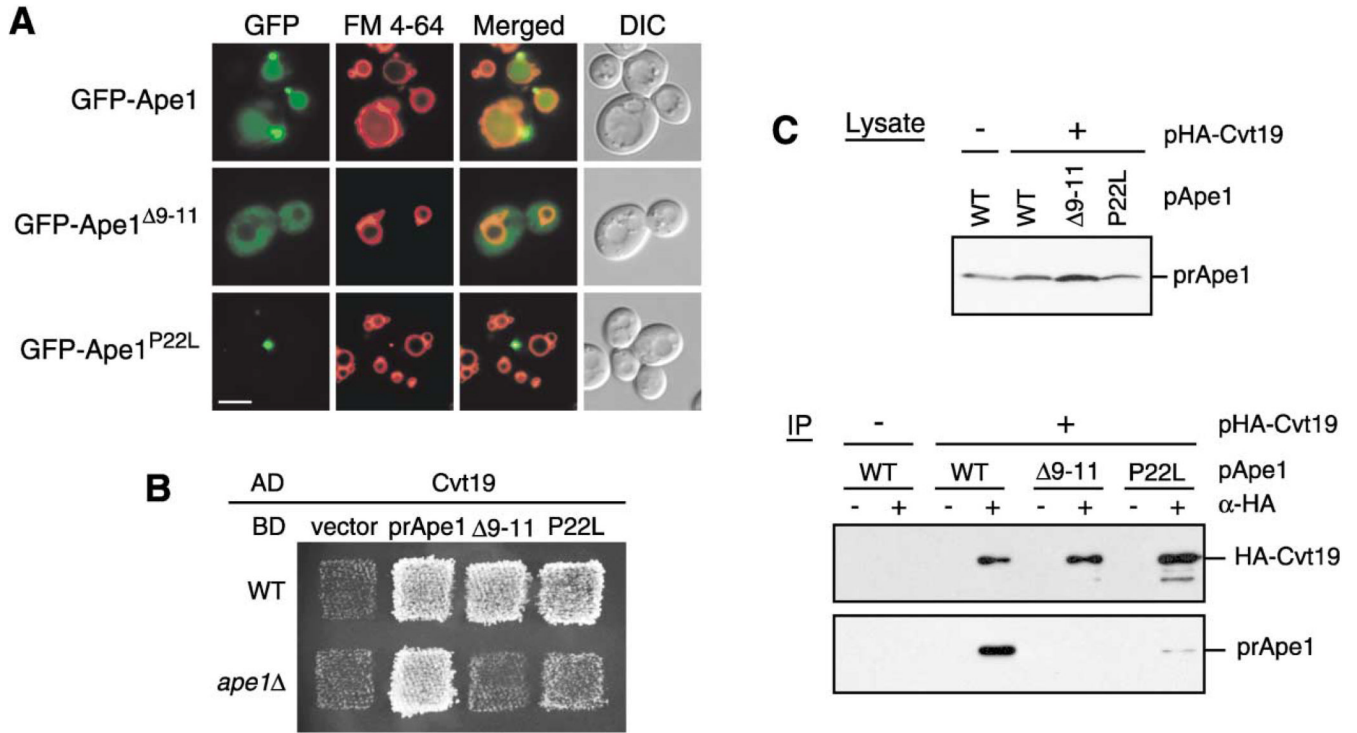 A
GFP FM 4-64 Merged DIC
GFP-Ape1
GFP-Ape1Δ9-11
GFP-Ape1P22L
B
AD Cvt19
BD vector prApe1 Δ9-11 P22L
WT
ape1Δ
C Lysate - + pHA-Cvt19
WT WT Δ9-11 P22L pApe1
prApe1
IP - + pHA-Cvt19
WT WT Δ9-11 P22L pApe1
- + - + - + - + α-HA
HA-Cvt19
prApe1